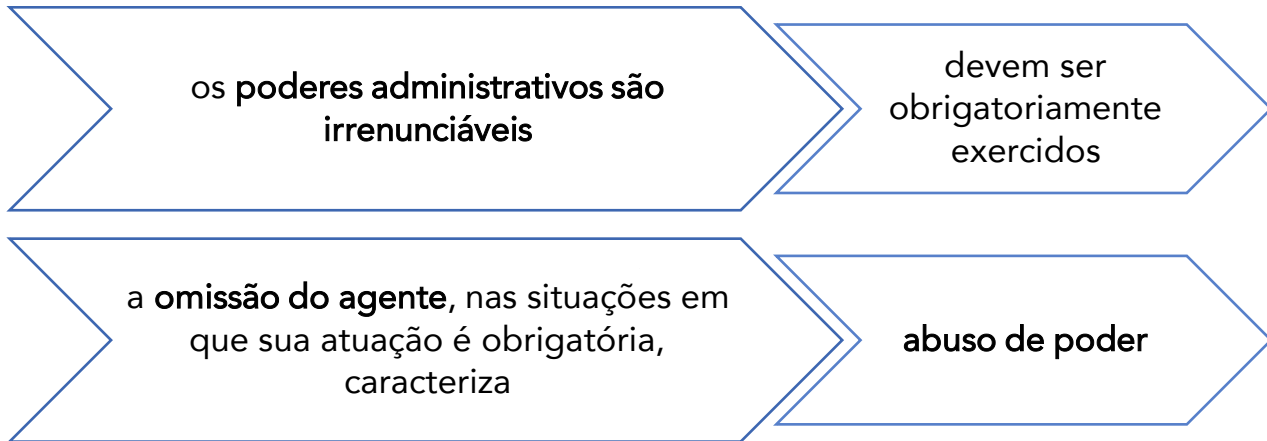 os poderes administrativos são
irrenunciáveis
devem ser
obrigatoriamente
exercidos
a omissão do agente, nas situações em
que sua atuação é obrigatória,
caracteriza
abuso de poder